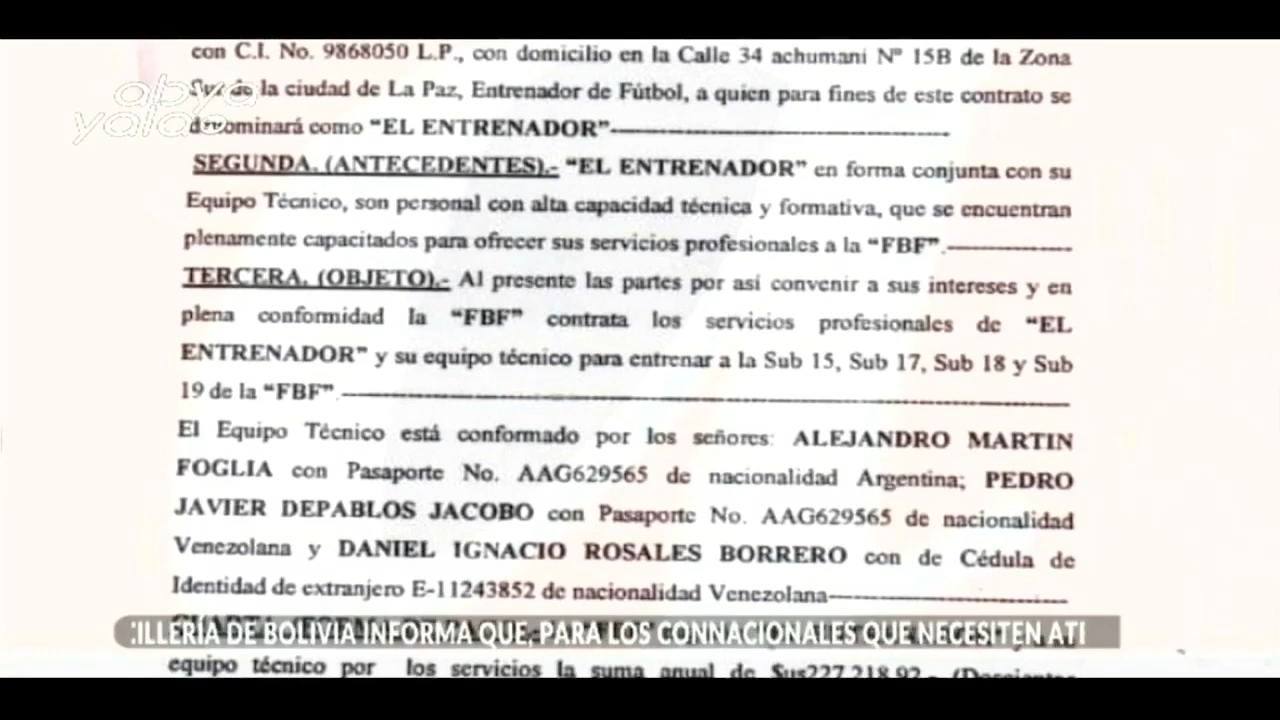 con C.I. No. 9868050 L.P., con domicilio en la Calle 34 achumani Nº 15B de la Zona
Sur de la ciudad de La Paz, Entrenador de Fútbol, a quien para fines de este contrato se
denominará como “EL ENTRENADOR”
abya
yalatv
SEGUNDA. (ANTECEDENTES).- “EL ENTRENADOR” en forma conjunta con su
Equipo Técnico, son personal con alta capacidad técnica y formativa, que se encuentran
plenamente capacitados para ofrecer sus servicios profesionales a la “FBF”.
TERCERA. (OBJETO).- Al presente las partes por así convenir a sus intereses y en
plena conformidad la “FBF” contrata los servicios profesionales de “EL
ENTRENADOR” y su equipo técnico para entrenar a la Sub 15, Sub 17, Sub 18 y Sub
19 de la “FBF”.
El Equipo Técnico está conformado por los señores: ALEJANDRO MARTIN
FOGLIA con Pasaporte No. AAG629565 de nacionalidad Argentina; PEDRO
JAVIER DEPABLOS JACOBO con Pasaporte No. AAG629565 de nacionalidad
Venezolana y DANIEL IGNACIO ROSALES BORRERO con de Cédula de
Identidad de extranjero E-11243852 de nacionalidad Venezolana
:ILLERÍA DE BOLIVIA INFORMA QUE, PARA LOS CONNACIONALES QUE NECESITEN ATI
equipo técnico por los servicios la suma anual de $us227.218,92.- (Doscientos